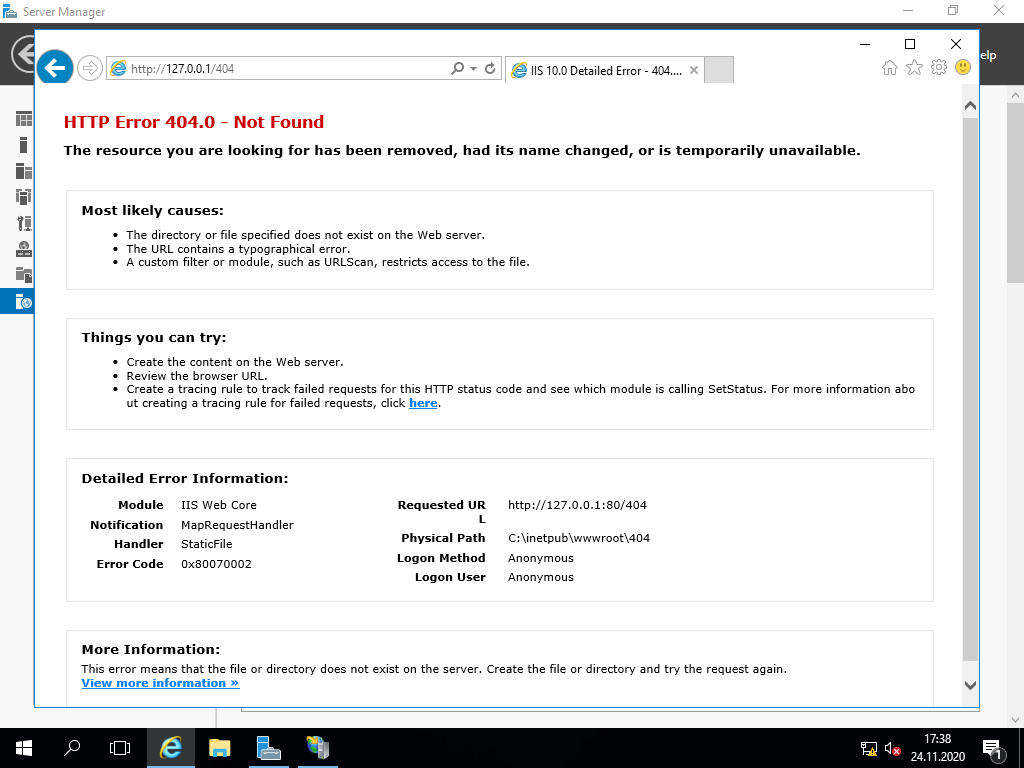 Server Manager
elp
http://127.0.0.1/404
IIS 10.0 Detailed Error - 404....
HTTP Error 404.0 - Not Found
The resource you are looking for has been removed, had its name changed, or is temporarily unavailable.
Most likely causes:
• The directory or file specified does not exist on the Web server.
• The URL contains a typographical error.
• A custom filter or module, such as URLScan, restricts access to the file.
Things you can try:
• Create the content on the Web server.
• Review the browser URL.
• Create a tracing rule to track failed requests for this HTTP status code and see which module is calling SetStatus. For more information abo
ut creating a tracing rule for failed requests, click here.
Detailed Error Information:
Module IIS Web Core
Notification MapRequestHandler
Handler StaticFile
Error Code 0x80070002
Requested UR http://127.0.0.1:80/404
L
Physical Path C:\inetpub\wwwroot\404
Logon Method Anonymous
Logon User Anonymous
More Information:
This error means that the file or directory does not exist on the server. Create the file or directory and try the request again.
View more information »
17:38
24.11.2020
1